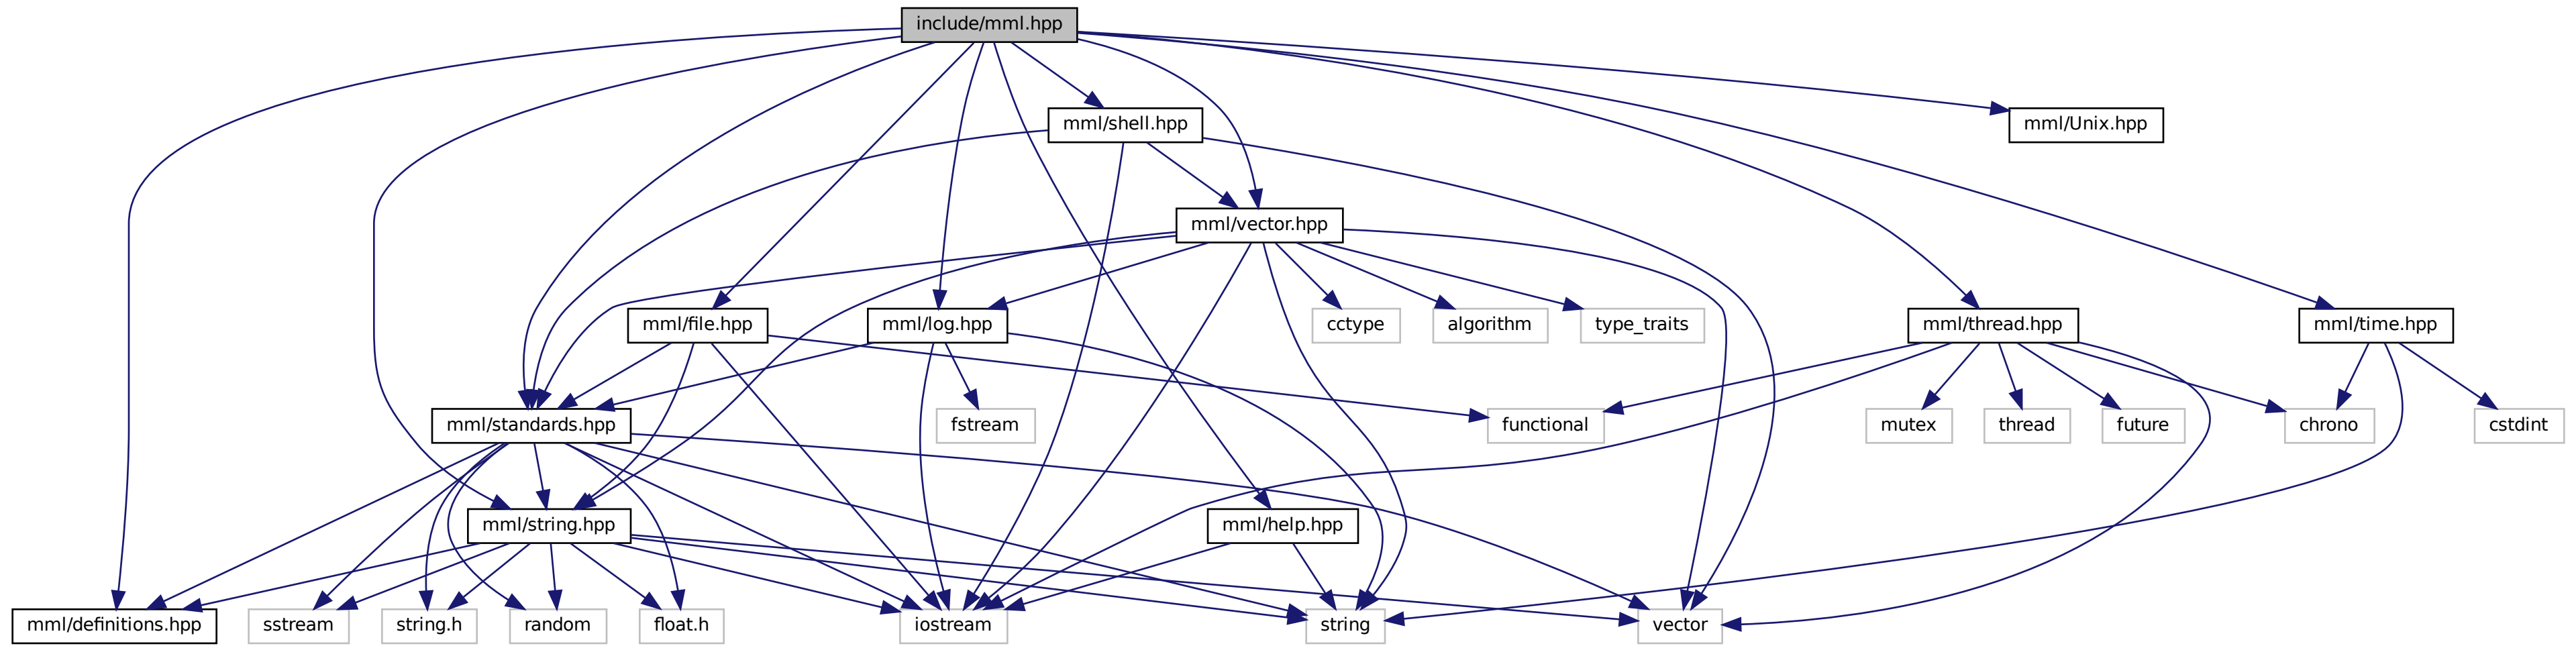 include/mml.hpp
mml/shell.hpp
mml/Unix.hpp
mml/vector.hpp
mml/file.hpp
mml/log.hpp
cctype
algorithm
type_traits
mml/thread.hpp
mml/time.hpp
mml/standards.hpp
fstream
functional
mutex
thread
future
chrono
cstdint
mml/string.hpp
mml/help.hpp
mml/definitions.hpp
sstream
string.h
random
float.h
iostream
string
vector